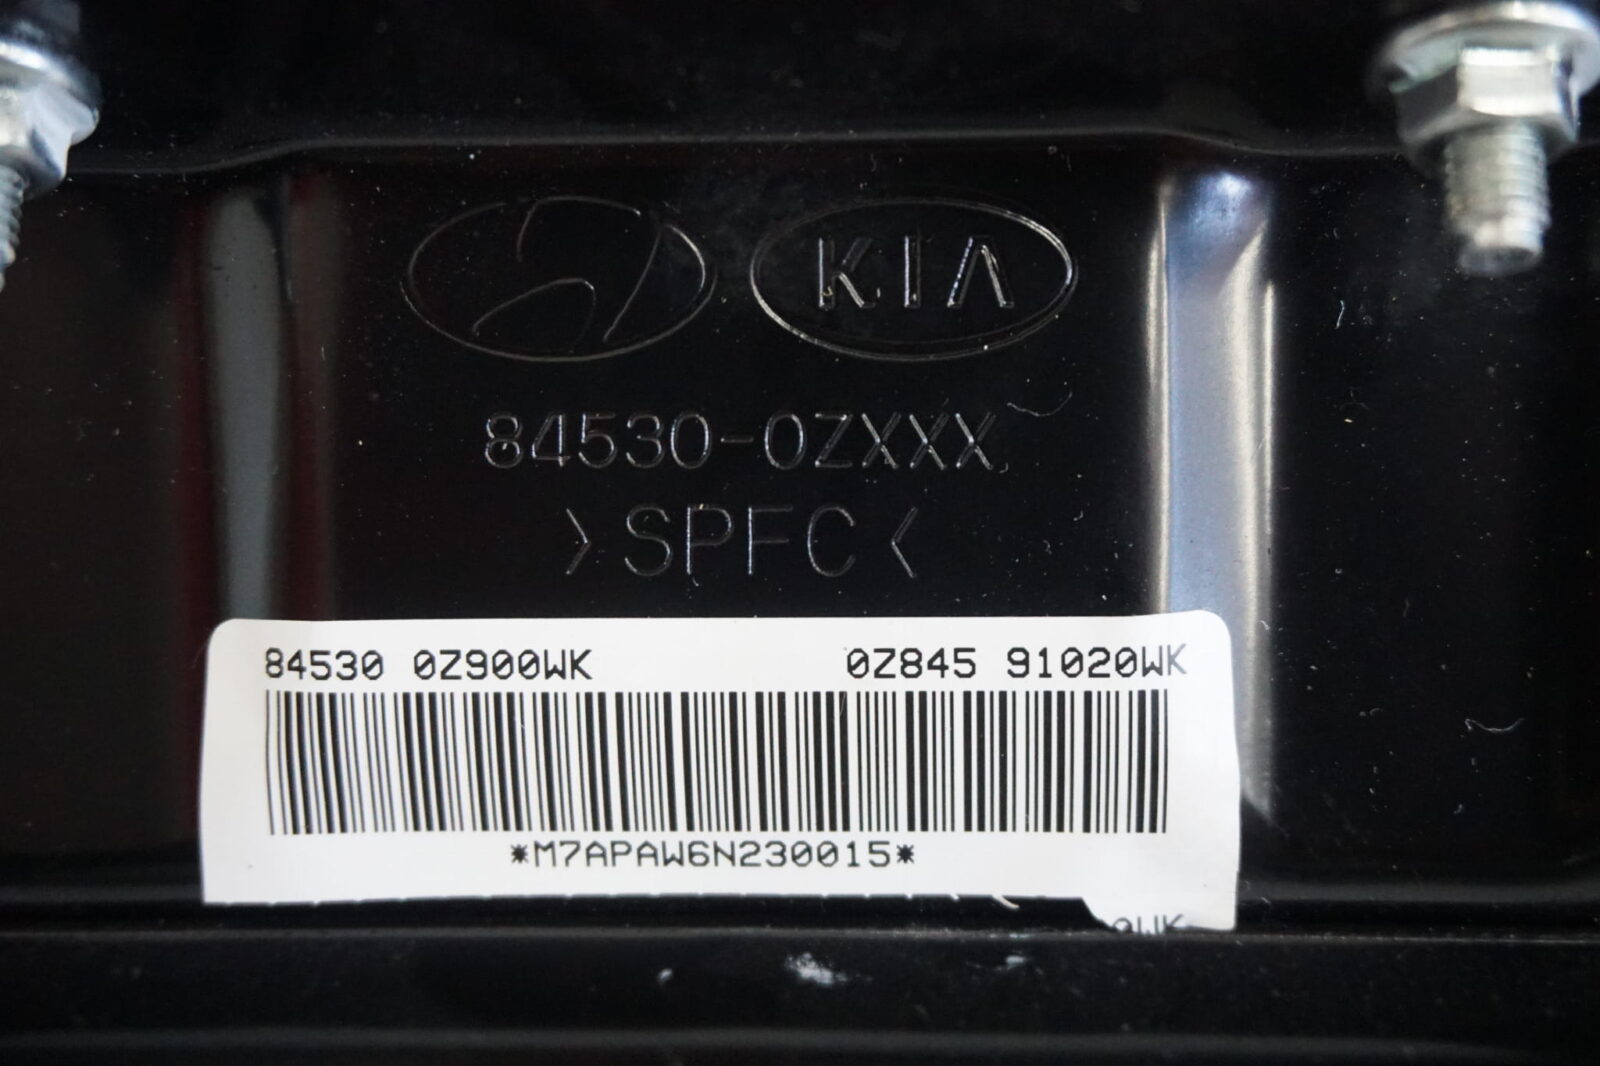 KIA
84530-0ZXXX
>SPFC<
84530 0Z900WK 0Z845 91020WK
*M7APAW6N230015*